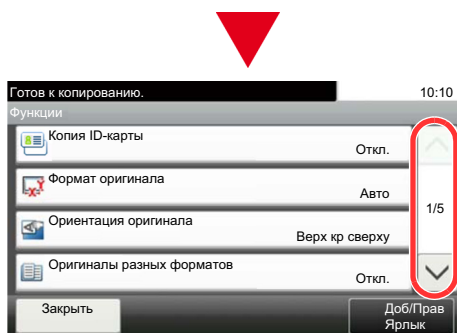 Готов к копированию. 10:10
Функции
Копия ID-карты
Откл.
Формат оригинала
Авто
1/5
Ориентация оригинала
Верх кр сверху
Оригиналы разных форматов
Откл.
Закрыть
Доб/Прав
Ярлык